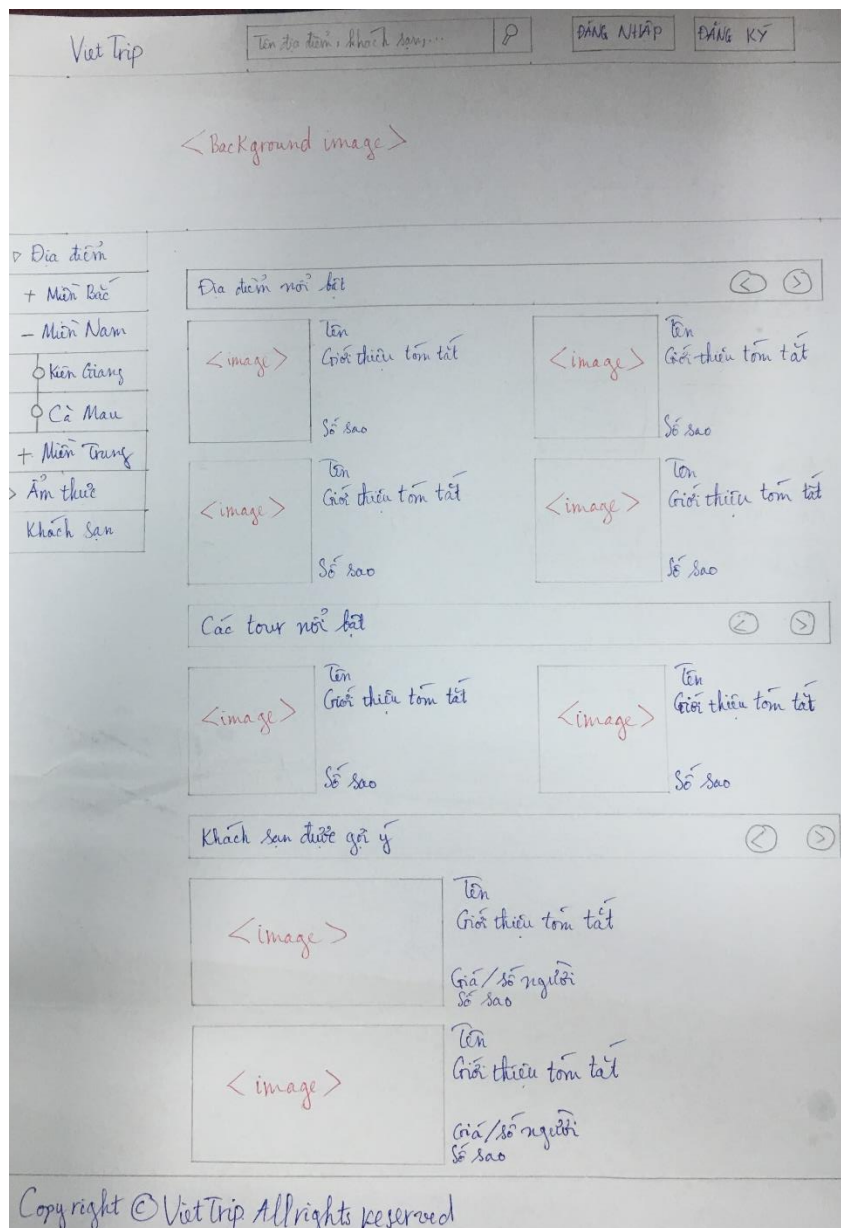 Viet Trip
Tên địa điểm, khách sạn,...
ĐĂNG NHẬP
ĐĂNG KÝ
<Background image>
▷ Địa điểm
+ Miền Bắc
- Miền Nam
Kiên Giang
Cà Mau
+ Miền Trung
> Ẩm thực
Khách sạn
Địa điểm nổi bật < >
<image>
Tên
Giới thiệu tóm tắt
Số sao
<image>
Tên
Giới thiệu tóm tắt
Số sao
<image>
Tên
Giới thiệu tóm tắt
Số sao
<image>
Tên
Giới thiệu tóm tắt
Số sao
Các tour nổi bật < >
<image>
Tên
Giới thiệu tóm tắt
Số sao
<image>
Tên
Giới thiệu tóm tắt
Số sao
Khách sạn được gợi ý < >
<image>
Tên
Giới thiệu tóm tắt
Giá/số người
Số sao
<image>
Tên
Giới thiệu tóm tắt
Giá/số người
Số sao
Copyright © VietTrip. All rights reserved